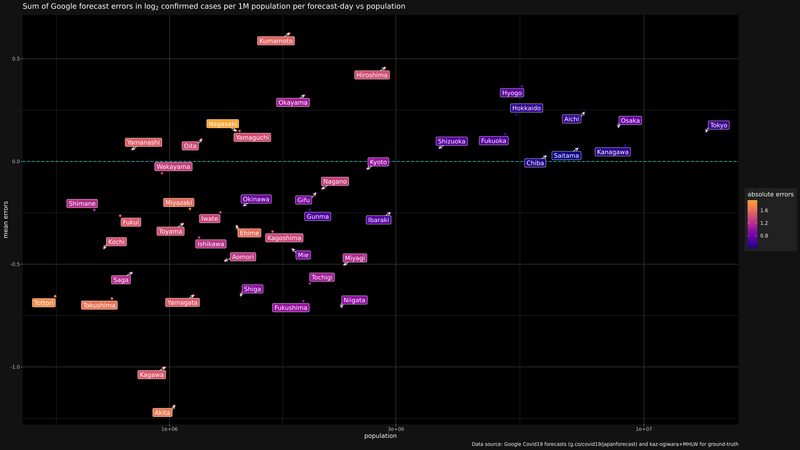 Sum of Google forecast errors in log2 confirmed cases per 1M population per forecast-day vs population
Kumamoto
0.5
Hiroshima
Hyogo
Okayama
Hokkaido
Aichi
Osaka
Nagasaki
Tokyo
Yamaguchi
Yamanashi
Oita
Shizuoka
Fukuoka
Kanagawa
0.0
Kyoto
Saitama
Chiba
Wakayama
Nagano
absolute errors
Shimane
Miyazaki
Okinawa
Gifu
1.6
Fukui
Iwate
Gunma
Ibaraki
1.2
mean errors
Toyama
Ehime
0.8
Kochi
Ishikawa
Kagoshima
Aomori
Mie
Miyagi
-0.5
Saga
Tochigi
Shiga
Tottori
Tokushima
Yamagata
Fukushima
Niigata
-1.0
Kagawa
Akita
1e+06
3e+06
1e+07
population
Data source: Google Covid19 forecasts (g.co/covid19/japanforecast) and kaz-ogiwara+MHLW for ground-truth